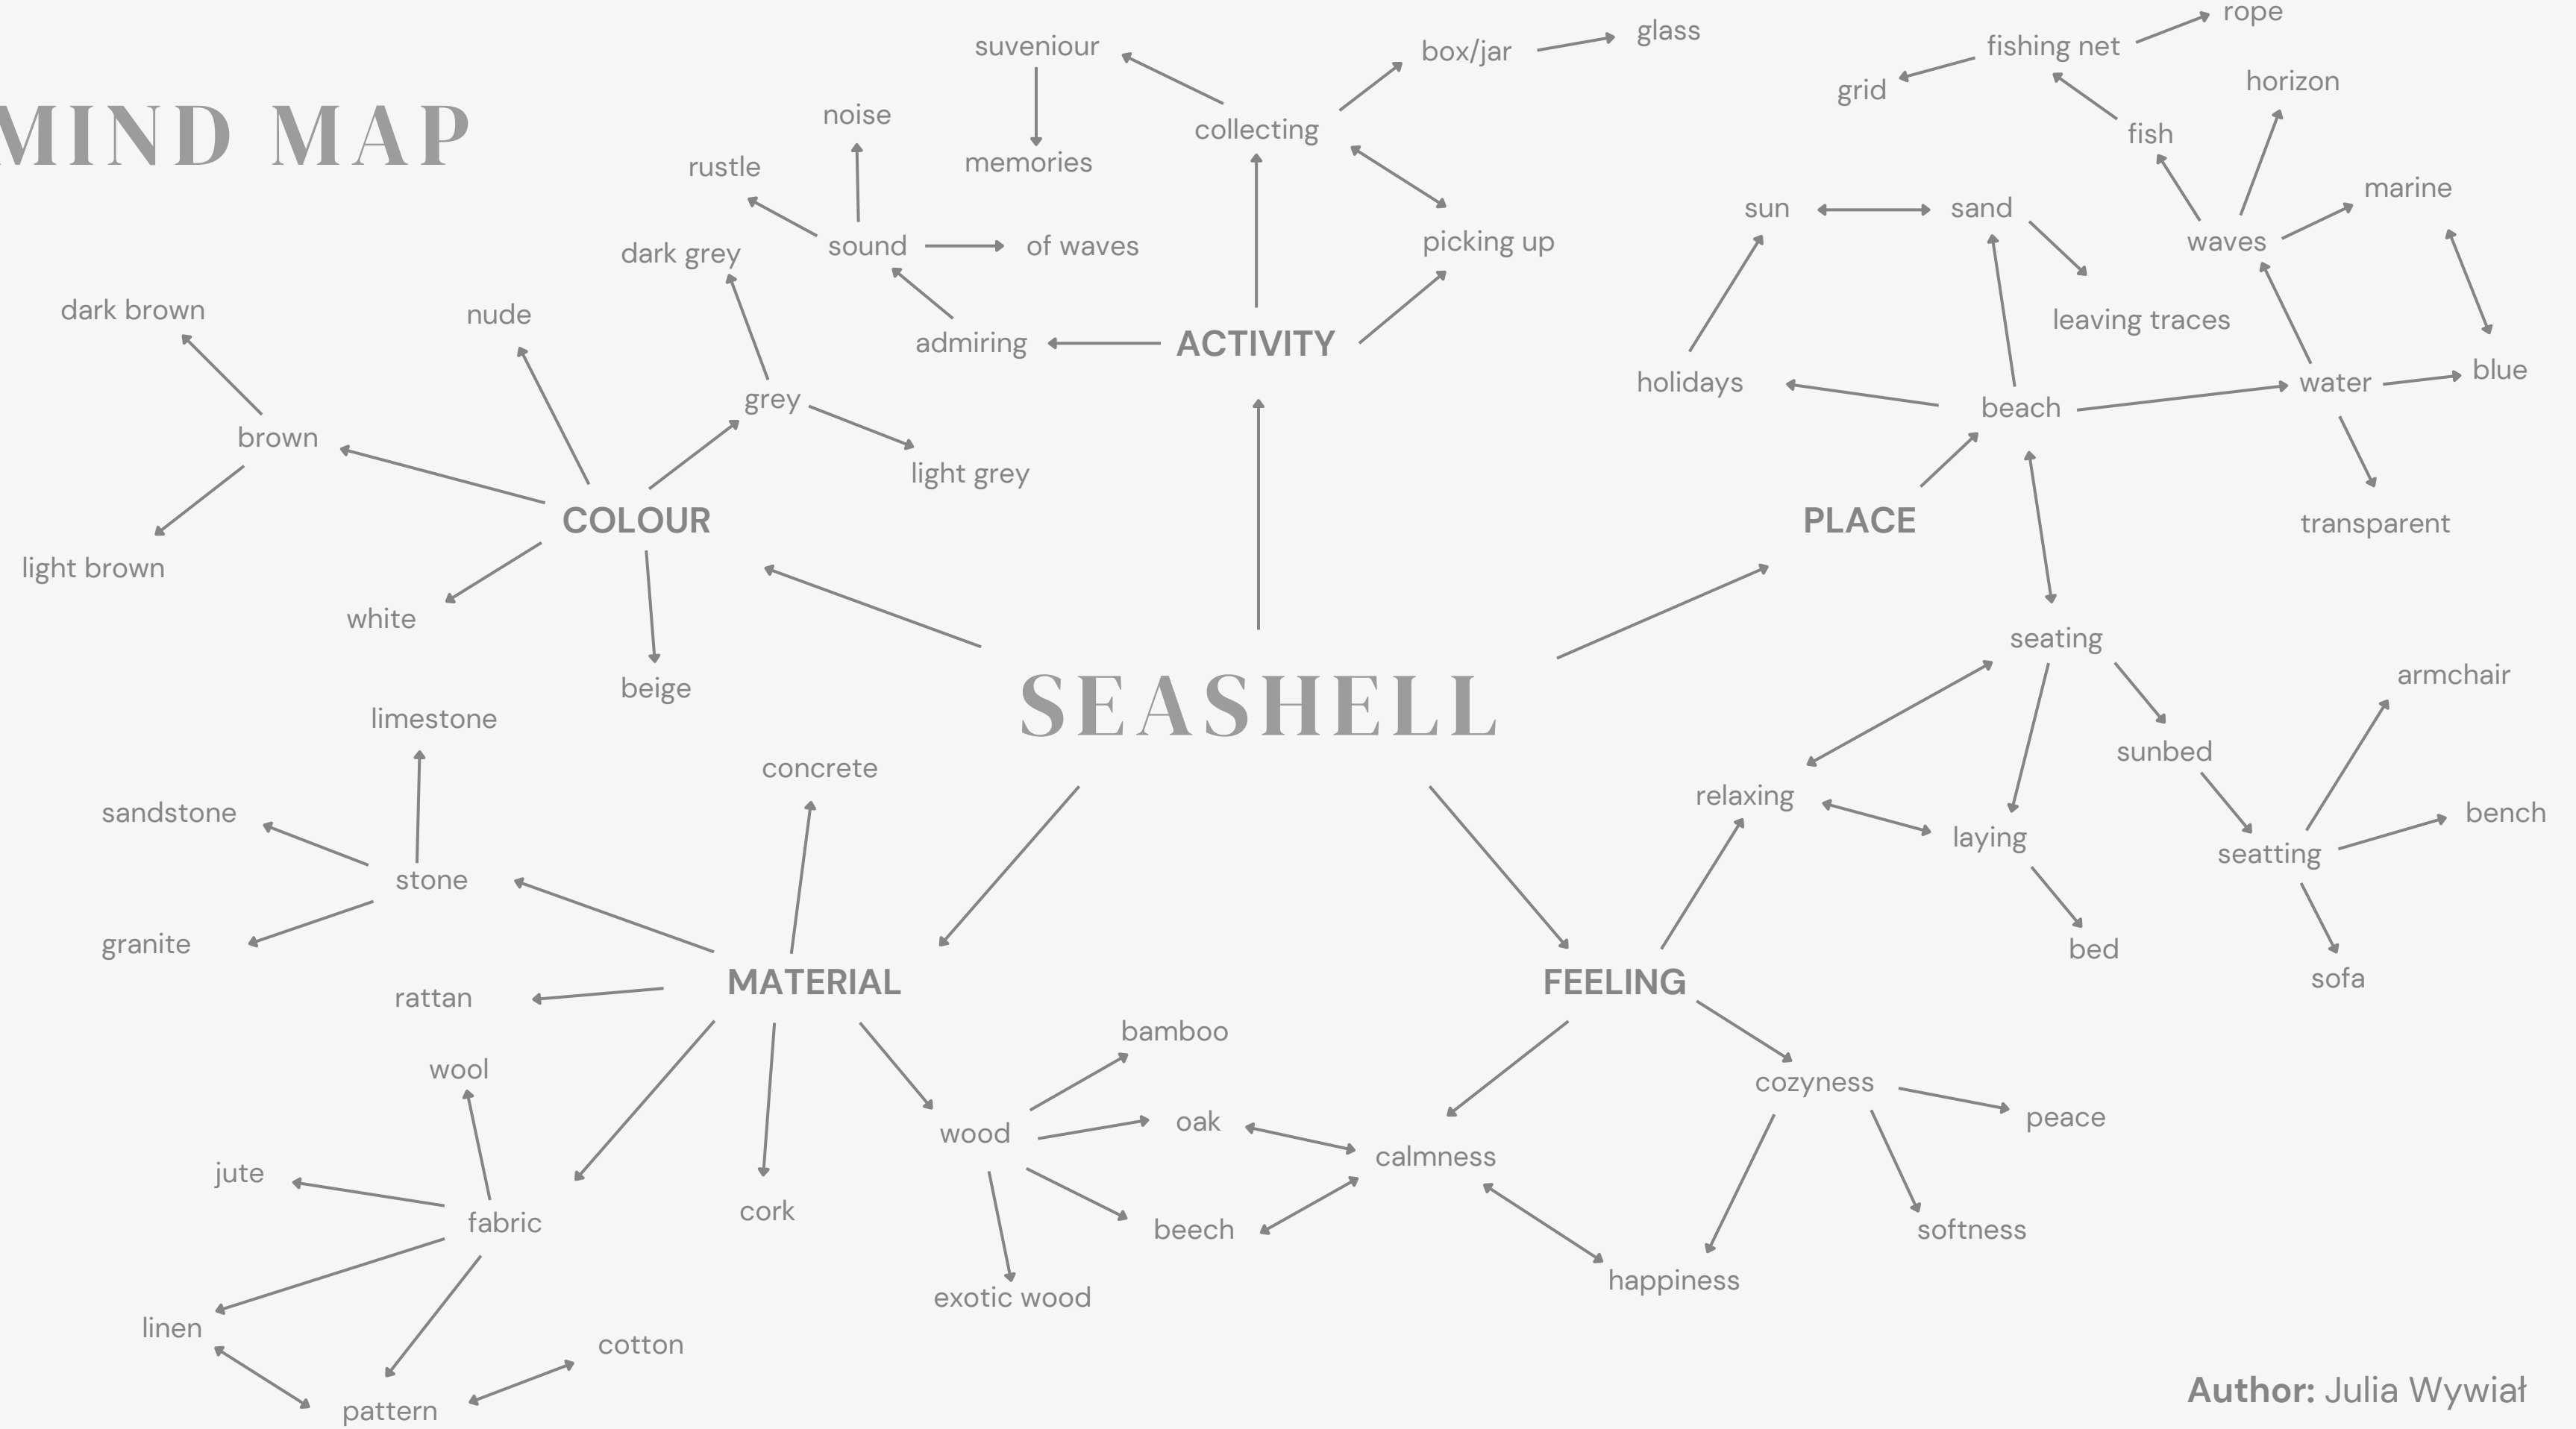 MIND MAP
suveniour
box/jar
glass
fishing net
rope
grid
horizon
noise
collecting
fish
rustle
memories
marine
sun
sand
dark grey
sound
of waves
picking up
waves
dark brown
nude
leaving traces
admiring
ACTIVITY
holidays
water
blue
grey
beach
brown
light grey
COLOUR
PLACE
transparent
light brown
white
seating
beige
armchair
limestone
SEASHELL
sunbed
concrete
relaxing
sandstone
laying
bench
seatting
stone
granite
bed
MATERIAL
FEELING
sofa
rattan
bamboo
wool
cozyness
peace
oak
wood
calmness
jute
cork
fabric
beech
softness
happiness
exotic wood
linen
cotton
pattern
Author: Julia Wywiał